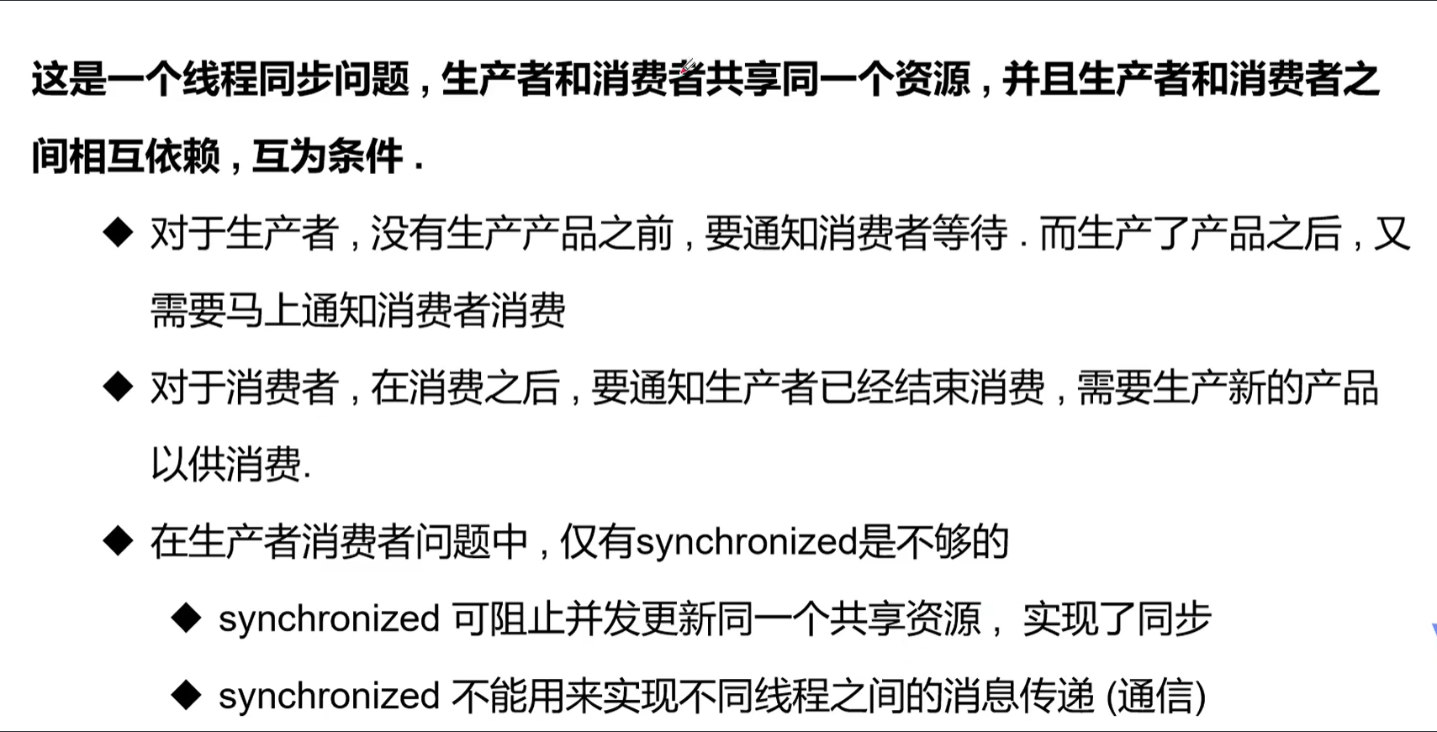 这是一个线程同步问题 , 生产者和消费者共享同一个资源 , 并且生产者和消费者之
间相互依赖 , 互为条件 .
◆ 对于生产者 , 没有生产产品之前 , 要通知消费者等待 . 而生产了产品之后 , 又
需要马上通知消费者消费
◆ 对于消费者 , 在消费之后 , 要通知生产者已经结束消费 , 需要生产新的产品
以供消费.
◆ 在生产者消费者问题中 , 仅有synchronized是不够的
◆ synchronized 可阻止并发更新同一个共享资源 , 实现了同步
◆ synchronized 不能用来实现不同线程之间的消息传递 (通信)